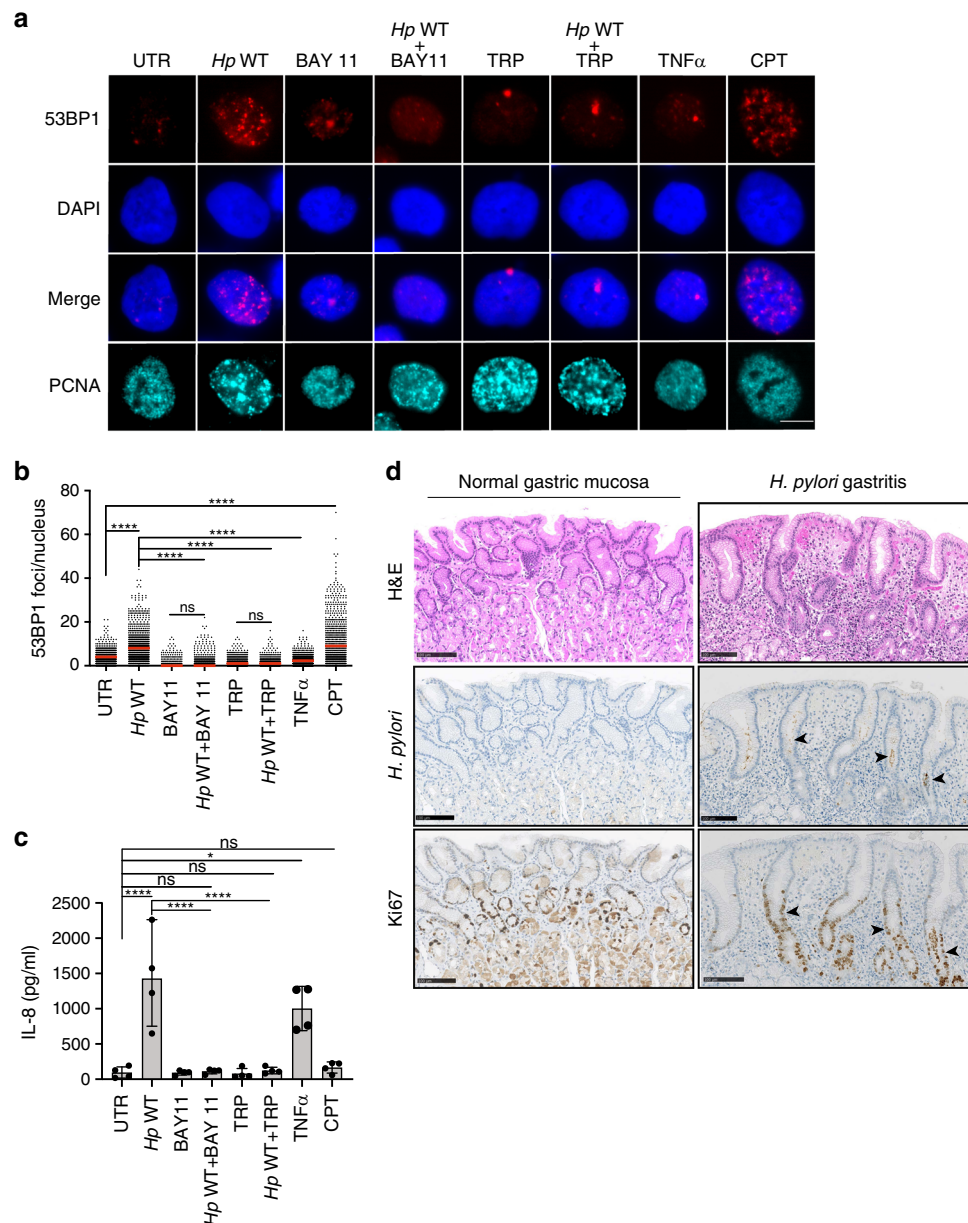 a
UTR
Hp WT
BAY 11
Hp WT
+
BAY11
TRP
Hp WT
+
TRP
TNFα
CPT
53BP1
DAPI
Merge
PCNA
b
53BP1 foci/nucleus
80
60
40
20
0
****
****
****
****
****
ns
ns
UTR
Hp WT
BAY11
Hp WT+BAY 11
TRP
Hp WT+TRP
TNFα
CPT
c
IL-8 (pg/ml)
2500
2000
1500
1000
500
0
ns
*
ns
ns
****
****
****
UTR
Hp WT
BAY11
Hp WT+BAY 11
TRP
Hp WT+TRP
TNFα
CPT
d
Normal gastric mucosa
H. pylori gastritis
H&E
H. pylori
Ki67